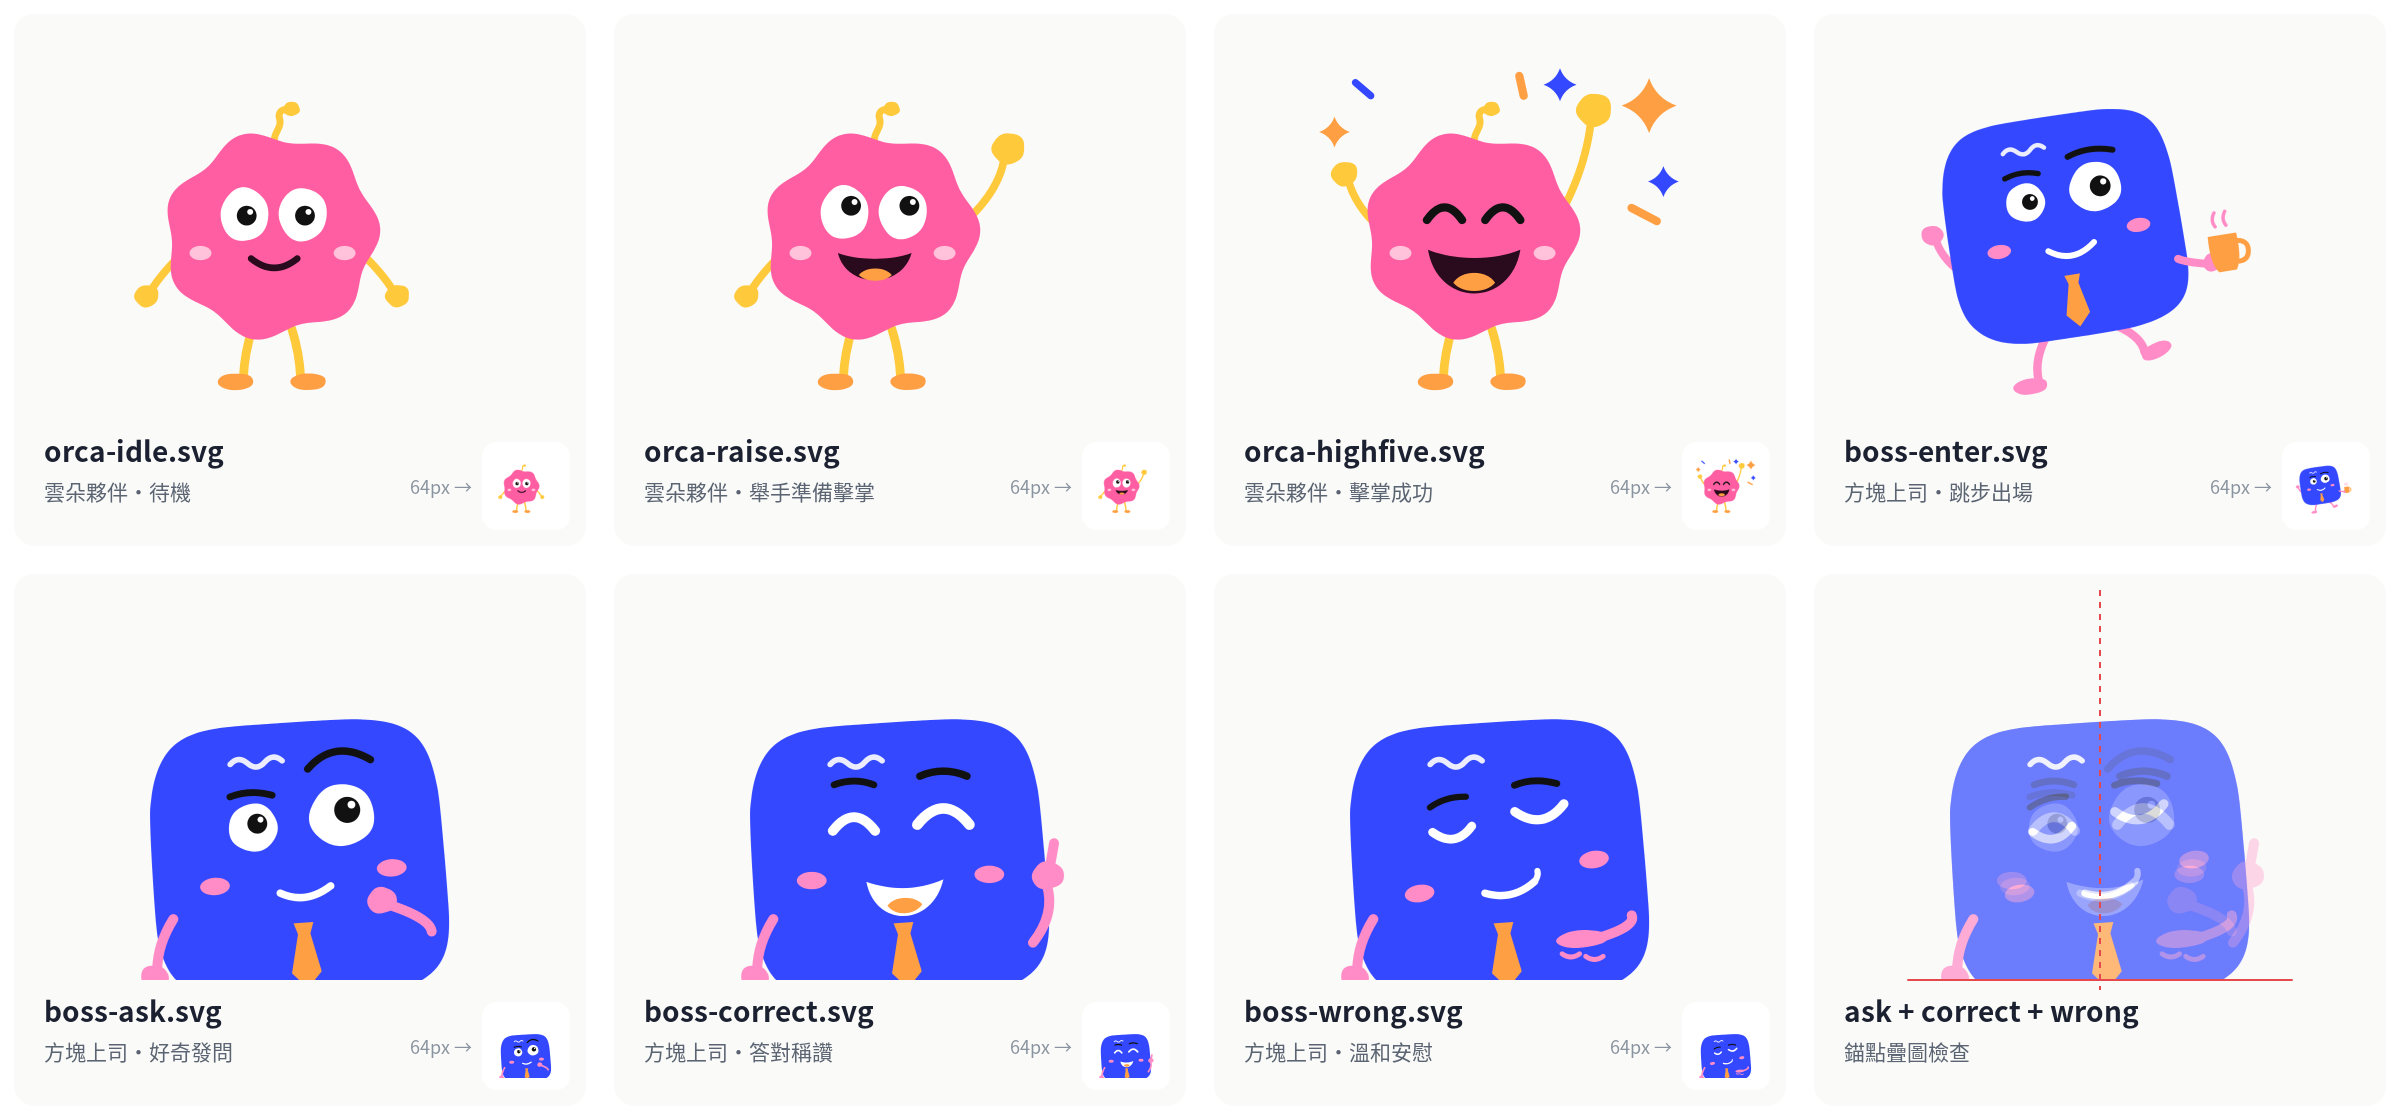 orca-idle.svg
雲朵夥伴・待機
64px →
orca-raise.svg
雲朵夥伴・舉手準備擊掌
64px →
orca-highfive.svg
雲朵夥伴・擊掌成功
64px →
boss-enter.svg
方塊上司・跳步出場
64px →
boss-ask.svg
方塊上司・好奇發問
64px →
boss-correct.svg
方塊上司・答對稱讚
64px →
boss-wrong.svg
方塊上司・溫和安慰
64px →
ask + correct + wrong
錨點疊圖檢查